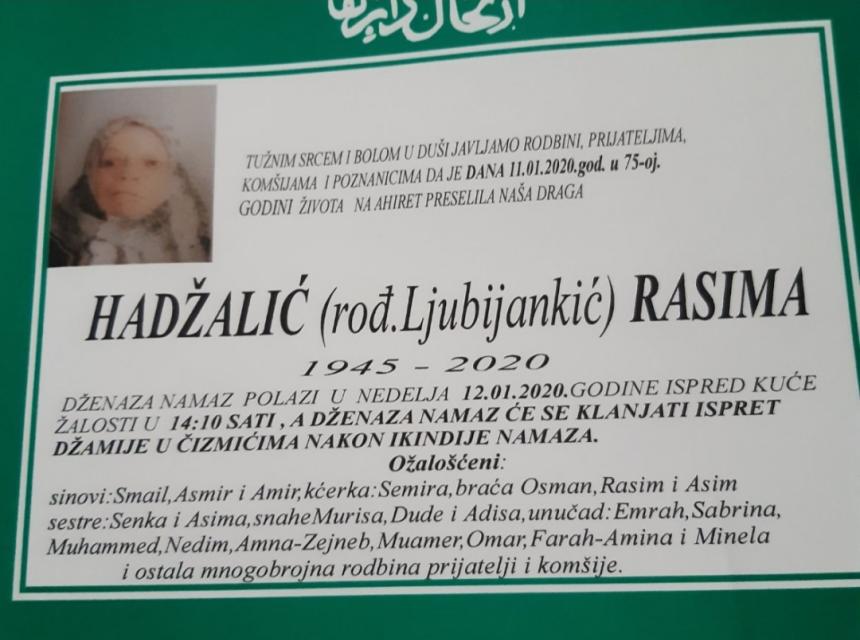 TUŽNIM SRCEM I BOLOM U DUŠI JAVLJAMO RODBINI, PRIJATELJIMA,
KOMŠIJAMA I POZNANICIMA DA JE DANA 11.01.2020.god. u 75-oj.
GODINI ŽIVOTA NA AHIRET PRESELILA NAŠA DRAGA
HADŽALIĆ (rođ.Ljubijankić) RASIMA
1945 - 2020
DŽENAZA NAMAZ POLAZI U NEDELJA 12.01.2020.GODINE ISPRED KUĆE
ŽALOSTI U 14:10 SATI , A DŽENAZA NAMAZ ĆE SE KLANJATI ISPRET
DŽAMIJE U ČIZMIĆIMA NAKON IKINDIJE NAMAZA.
Ožalošćeni:
sinovi:Smail,Asmir i Amir,kćerka:Semira,braća Osman,Rasim i Asim
sestre:Senka i Asima,snaheMurisa,Dude i Adisa,unučad:Emrah,Sabrina,
Muhammed,Nedim,Amna-Zejneb,Muamer,Omar,Farah-Amina i Minela
i ostala mnogobrojna rodbina prijatelji i komšije.